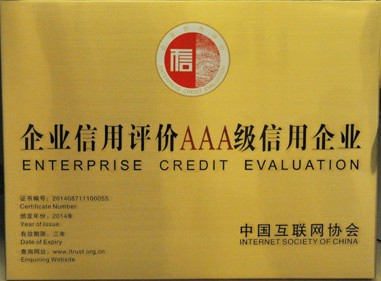 信
企业信用评价AAA级信用企业
ENTERPRISE CREDIT EVALUATION
证书编号：201408711100055
Certificate Number
颁发年份：2014年
Year of Issue
有效期限：三年
Date of Expiry
查询网址：www.itrust.org.cn
Enquiring Website
中国互联网协会
INTERNET SOCIETY OF CHINA